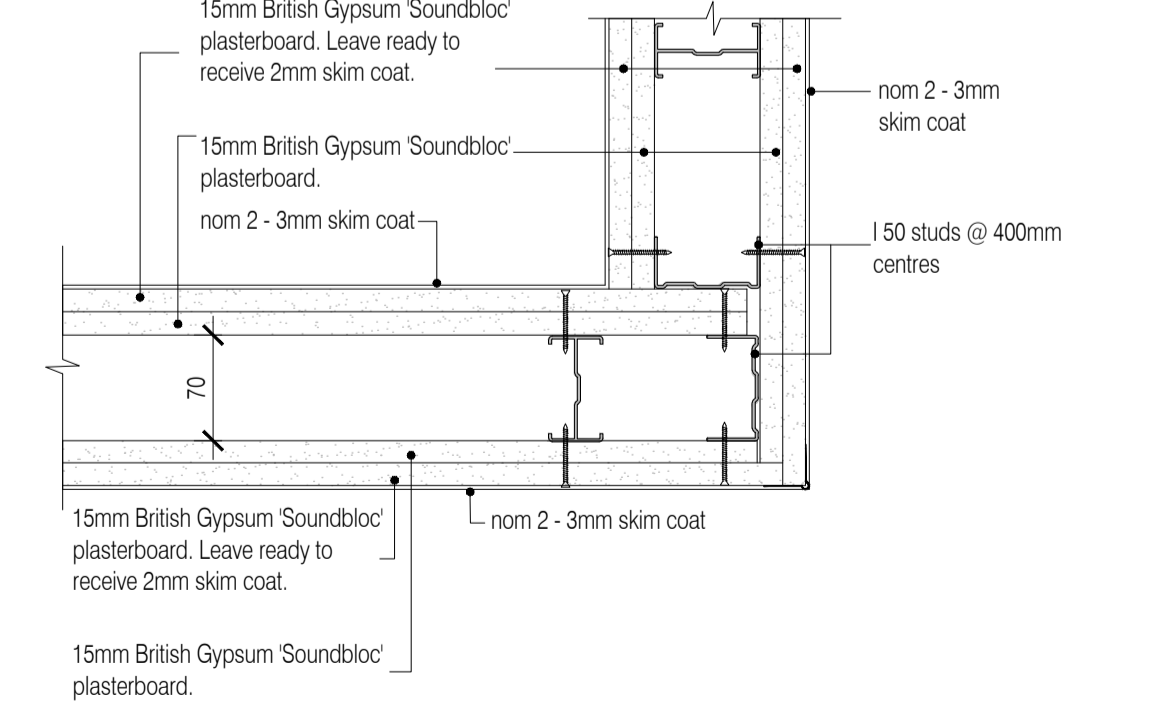 15mm British Gypsum 'Soundbloc'
plasterboard. Leave ready to
receive 2mm skim coat.
nom 2 - 3mm
skim coat
15mm British Gypsum 'Soundbloc'
plasterboard.
nom 2 - 3mm skim coat
I 50 studs @ 400mm
centres
70
15mm British Gypsum 'Soundbloc'
plasterboard. Leave ready to
receive 2mm skim coat.
nom 2 - 3mm skim coat
15mm British Gypsum 'Soundbloc'
plasterboard.